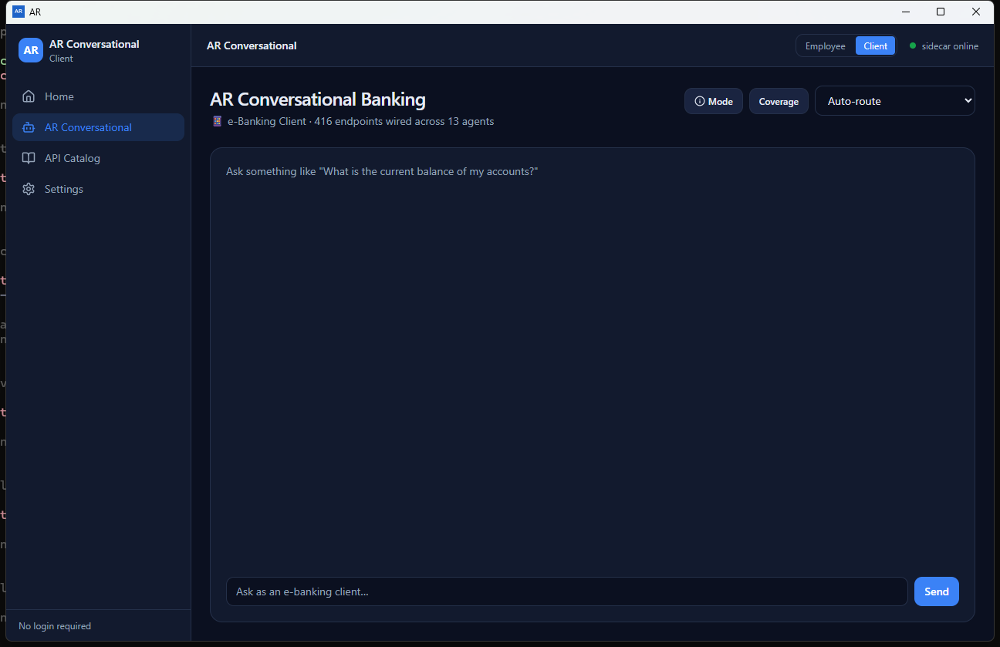 AR AR
AR AR Conversational
Client
Home
AR Conversational
API Catalog
Settings
No login required
AR Conversational
Employee Client sidecar online
AR Conversational Banking
e-Banking Client · 416 endpoints wired across 13 agents
Mode Coverage Auto-route
Ask something like "What is the current balance of my accounts?"
Ask as an e-banking client...
Send